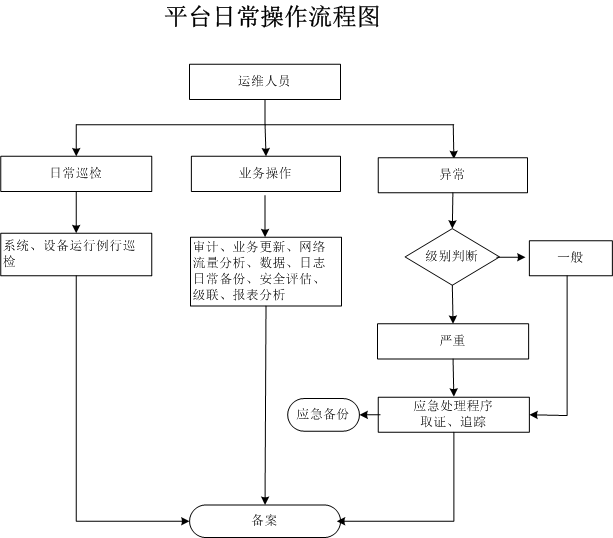 平台日常操作流程图
运维人员
日常巡检
业务操作
异常
系统、设备运行例行巡
检
审计、业务更新、网络
流量分析、数据、日志
日常备份、安全评估、
级联、报表分析
级别判断
一般
严重
应急备份
应急处理程序
取证、追踪
备案